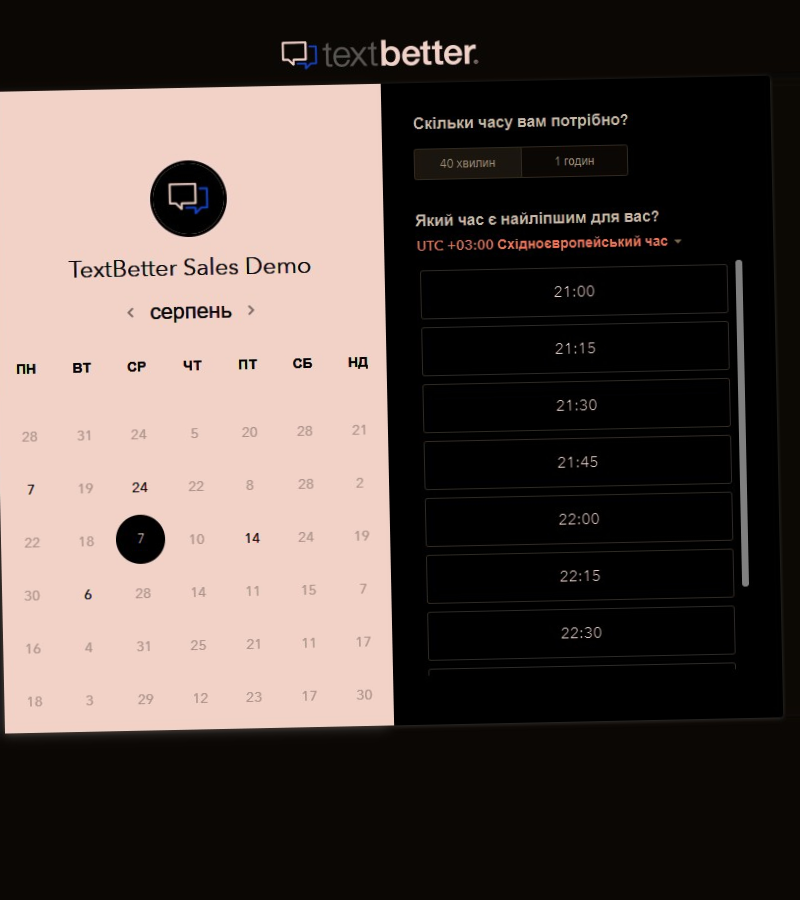 textbetter.
TextBetter Sales Demo
серпень
ПН ВТ СР ЧТ ПТ СБ НД
28 31 24 5 20 28 21
7 19 24 22 8 28 2
22 18 7 10 14 24 19
30 6 28 14 11 15 7
16 4 31 25 21 11 17
18 3 29 12 23 17 30
Скільки часу вам потрібно?
40 хвилин 1 годин
Який час є найліпшим для вас?
UTC +03:00 Східноєвропейський час
21:00
21:15
21:30
21:45
22:00
22:15
22:30